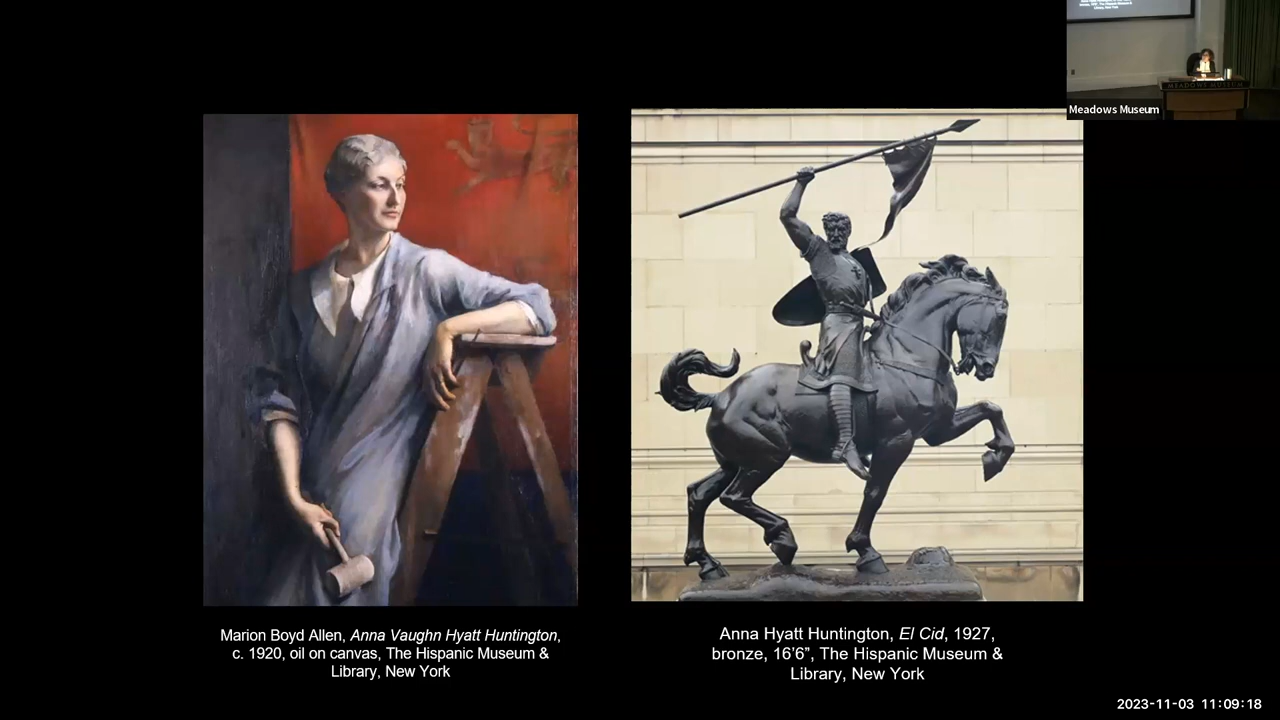 Meadows Museum
MEADOWS MUSEUM
Marion Boyd Allen, Anna Vaughn Hyatt Huntington,
c. 1920, oil on canvas, The Hispanic Museum &
Library, New York
Anna Hyatt Huntington, El Cid, 1927,
bronze, 16'6”, The Hispanic Museum &
Library, New York
2023-11-03 11:09:18